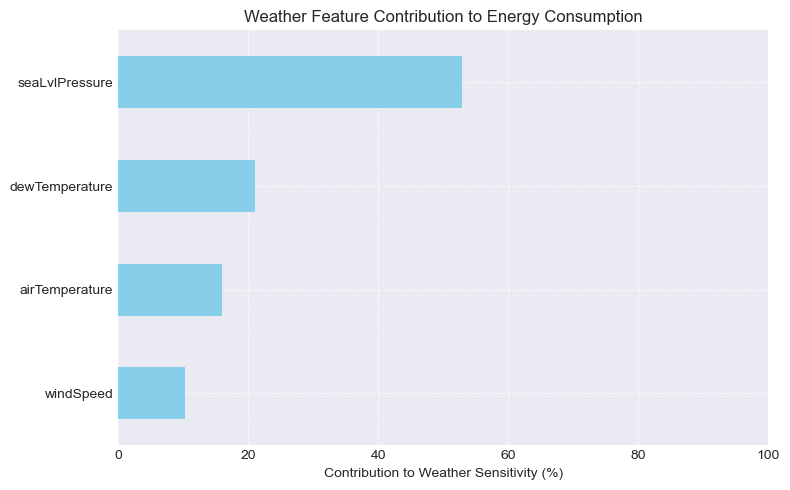 Weather Feature Contribution to Energy Consumption
seaLvlPressure
dewTemperature
airTemperature
windSpeed
0 20 40 60 80 100
Contribution to Weather Sensitivity (%)